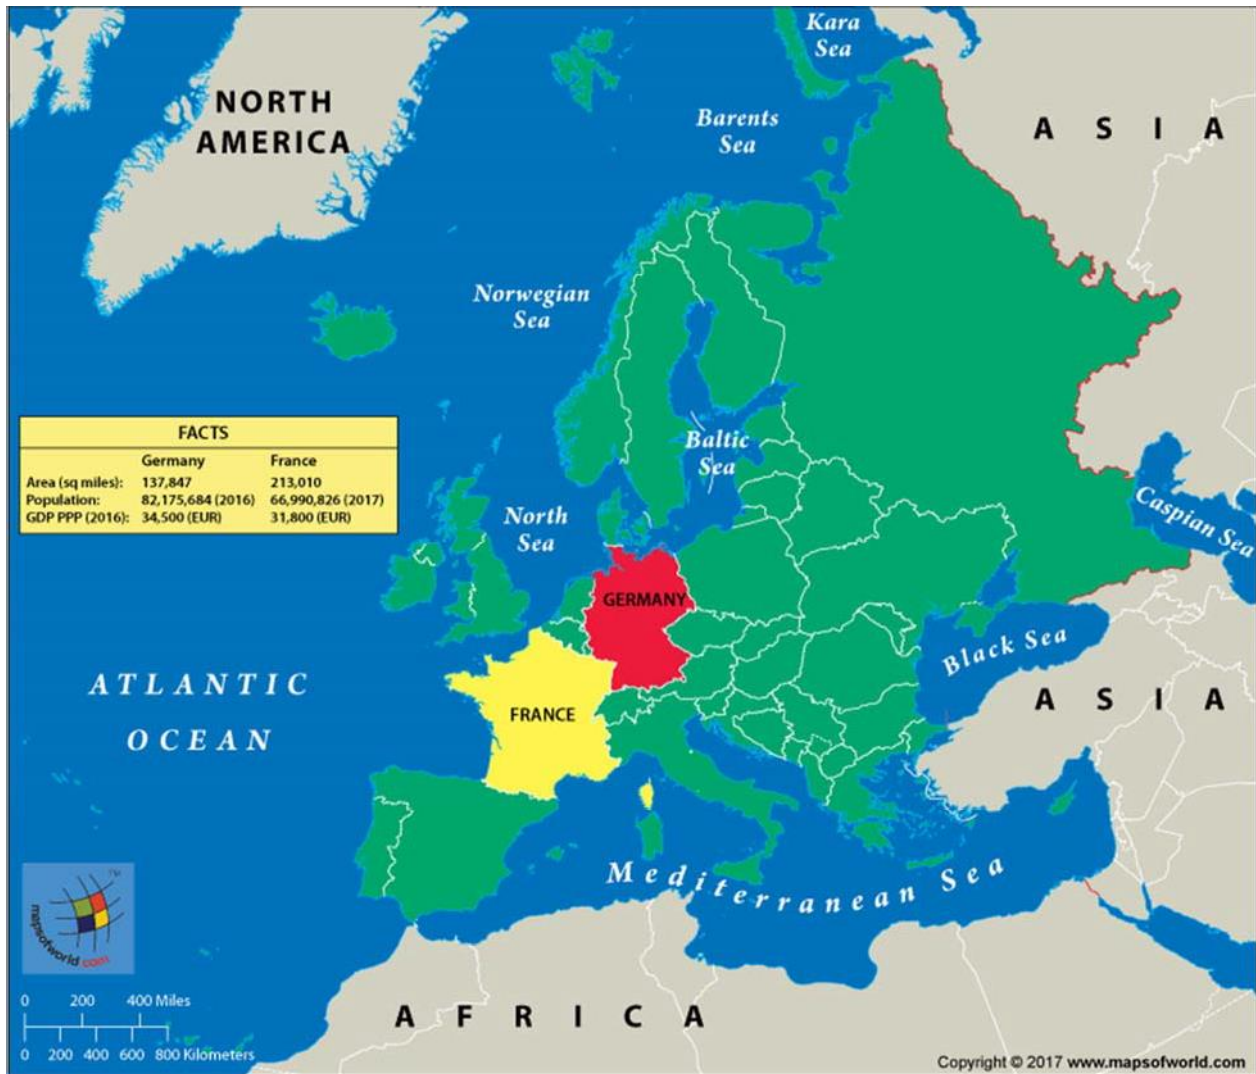 Kara
Sea
NORTH
AMERICA
Barents
Sea
A S I A
Norwegian
Sea
FACTS
Germany France
Area (sq miles): 137,847 213,010
Population: 82,175,684 (2016) 66,990,826 (2017)
GDP PPP (2016): 34,500 (EUR) 31,800 (EUR)
Baltic
Sea
North
Sea
Caspian Sea
GERMANY
Black Sea
ATLANTIC
OCEAN
FRANCE
A S I A
Mediterranean Sea
TM
mapsofworld.com
0 200 400 Miles
0 200 400 600 800 Kilometers
A F R I C A
Copyright © 2017 www.mapsofworld.com